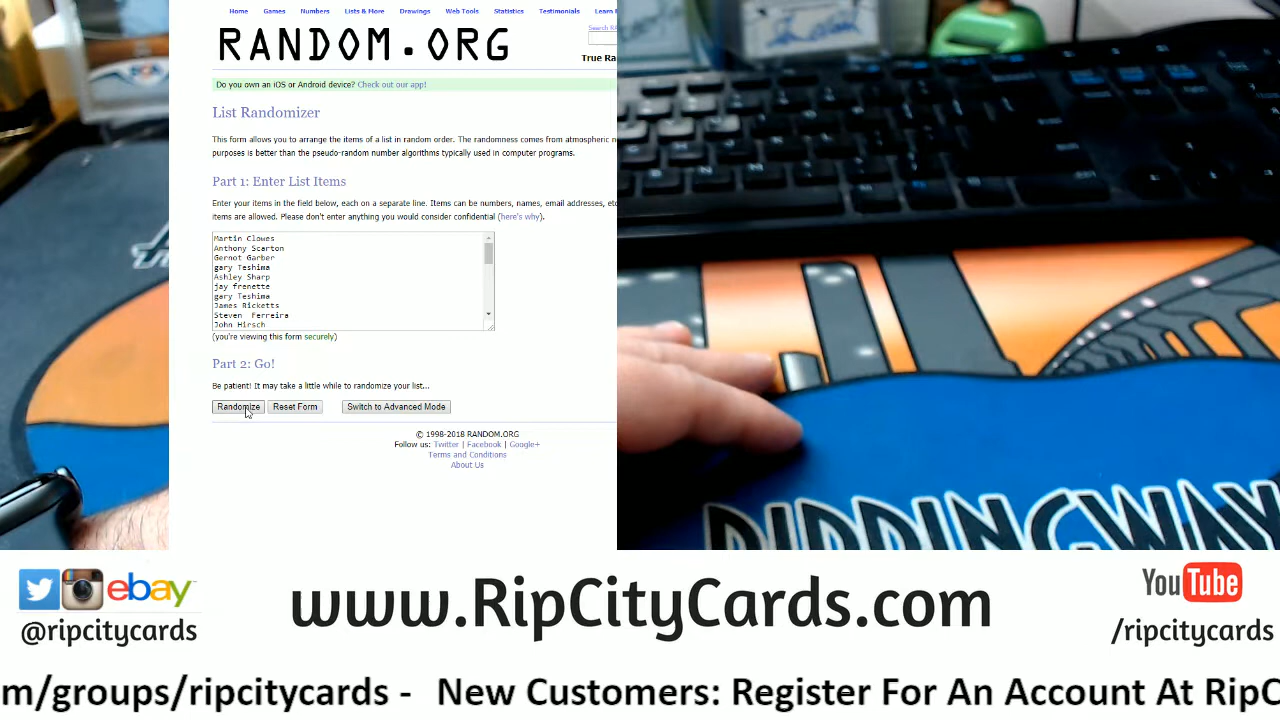 Home Games Numbers Lists & More Drawings Web Tools Statistics Testimonials Learn
RANDOM.ORG
Search
True
Do you own an iOS or Android device? Check out our app!
List Randomizer
This form allows you to arrange the items of a list in random order. The randomness comes from atmospheric
purposes is better than the pseudo-random number algorithms typically used in computer programs.
Part 1: Enter List Items
Enter your items in the field below, each on a separate line. Items can be numbers, names, email addresses,
items are allowed. Please don't enter anything you would consider confidential (here's why).
Martin Clowes
Anthony Scarton
Gernot Garber
gary Teshima
Ashley Sharp
jay frenette
gary Teshima
James Ricketts
Steven Ferreira
John Hirsch
(you're viewing this form securely)
Part 2: Go!
Be patient! It may take a little while to randomize your list...
Randomize Reset Form Switch to Advanced Mode
© 1998-2018 RANDOM.ORG
Follow us: Twitter | Facebook | Google+
Terms and Conditions
About Us
RIPPINGWAX
ebay
@ripcitycards
www.RipCityCards.com
YouTube
/ripcitycards
m/groups/ripcitycards - New Customers: Register For An Account At RipC